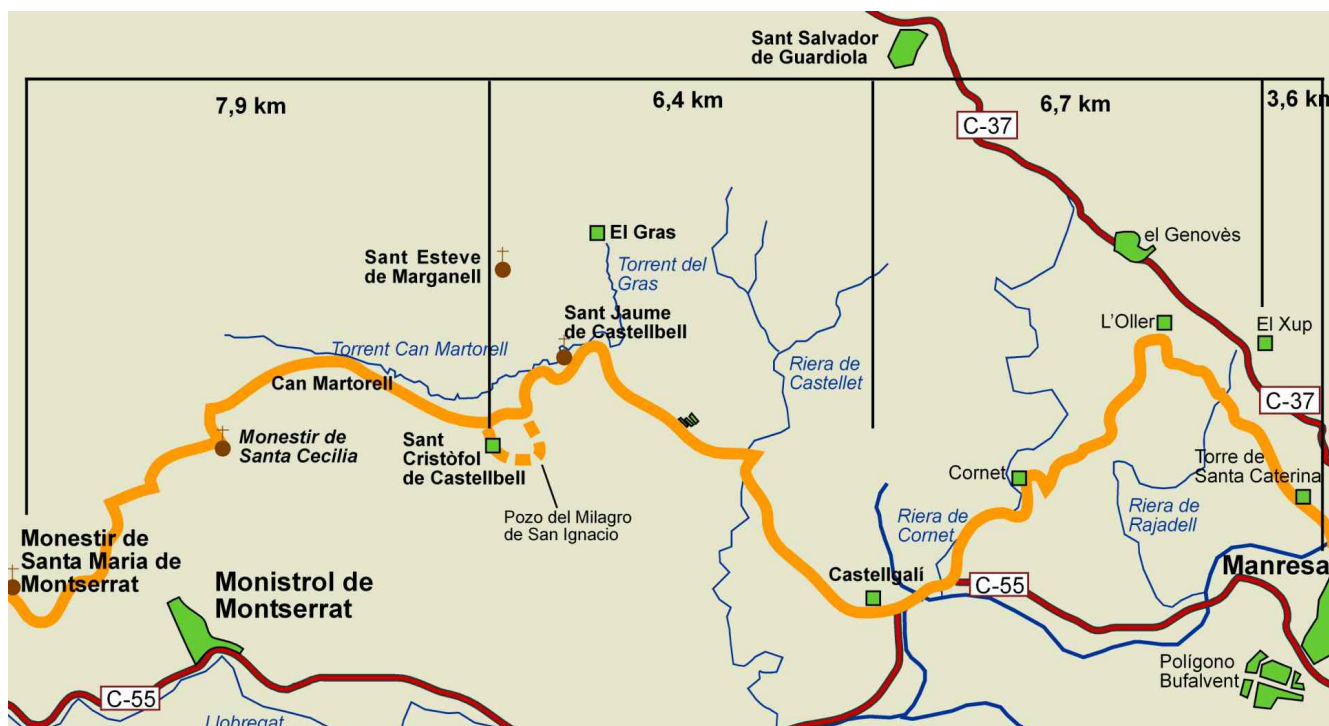 Sant Salvador
de Guardiola
7,9 km
6,4 km
6,7 km
3,6 km
C-37
el Genovès
El Gras
Sant Esteve
de Marganell
Torrent del
Gras
Sant Jaume
de Castellbell
L'Oller
El Xup
Torrent Can Martorell
Riera de
Castellet
Can Martorell
C-37
Monestir de
Santa Cecilia
Sant
Cristòfol
de Castellbell
Torre de
Santa Caterina
Cornet
Pozo del Milagro
de San Ignacio
Riera de
Cornet
Riera de
Rajadell
Monestir de
Santa Maria de
Montserrat
Monistrol de
Montserrat
Castellgalí
C-55
Manresa
Polígono
Bufalvent
C-55
Llobregat